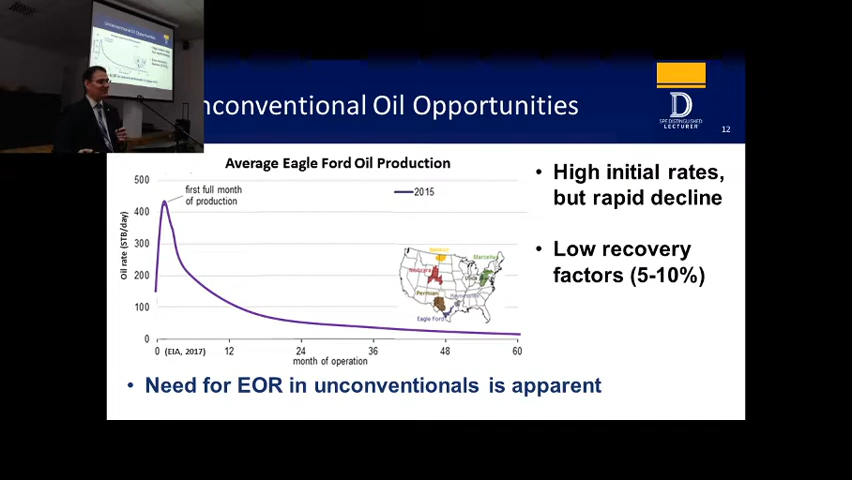 nconventional Oil Opportunities
D
SPE DISTINGUISHED
LECTURER
12
Average Eagle Ford Oil Production
500
400
300
200
100
0
Oil rate (STB/day)
first full month
of production
2015
Marcellus
Niobrara
Permian
Eagle Ford
0
(EIA, 2017)
12
24
36
48
60
month of operation
• High initial rates,
but rapid decline
• Low recovery
factors (5-10%)
• Need for EOR in unconventionals is apparent
Unconventional Oil Opportunities